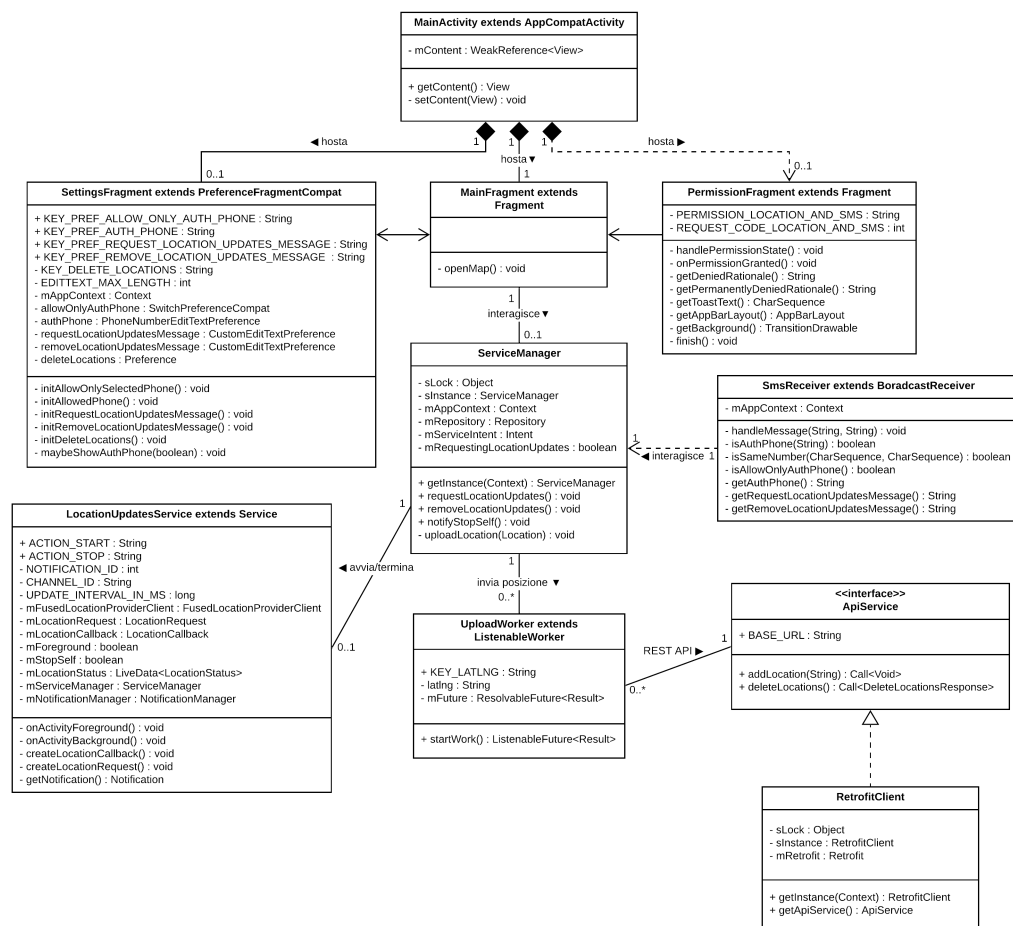 MainActivity extends AppCompatActivity
- mContent : WeakReference<View>
+ getContent() : View
- setContent(View) : void
1
1
1
◀ hosta
hosta▼
hosta ▶
0..1
1
0..1
SettingsFragment extends PreferenceFragmentCompat
+ KEY_PREF_ALLOW_ONLY_AUTH_PHONE : String
+ KEY_PREF_AUTH_PHONE : String
+ KEY_PREF_REQUEST_LOCATION_UPDATES_MESSAGE : String
+ KEY_PREF_REMOVE_LOCATION_UPDATES_MESSAGE : String
- KEY_DELETE_LOCATIONS : String
- EDITTEXT_MAX_LENGTH : int
- mAppContext : Context
- allowOnlyAuthPhone : SwitchPreferenceCompat
- authPhone : PhoneNumberEditTextPreference
- requestLocationUpdatesMessage : CustomEditTextPreference
- removeLocationUpdatesMessage : CustomEditTextPreference
- deleteLocations : Preference
- initAllowOnlySelectedPhone() : void
- initAllowedPhone() : void
- initRequestLocationUpdatesMessage() : void
- initRemoveLocationUpdatesMessage() : void
- initDeleteLocations() : void
- maybeShowAuthPhone(boolean) : void
MainFragment extends
Fragment
- openMap() : void
PermissionFragment extends Fragment
- PERMISSION_LOCATION_AND_SMS : String
- REQUEST_CODE_LOCATION_AND_SMS : int
- handlePermissionState() : void
- onPermissionGranted() : void
- getDeniedRationale() : String
- getPermanentlyDeniedRationale() : String
- getToastText() : CharSequence
- getAppBarLayout() : AppBarLayout
- getBackground() : TransitionDrawable
- finish() : void
1
interagisce▼
0..1
ServiceManager
- sLock : Object
- sInstance : ServiceManager
- mAppContext : Context
- mRepository : Repository
- mServiceIntent : Intent
- mRequestingLocationUpdates : boolean
+ getInstance(Context) : ServiceManager
+ requestLocationUpdates() : void
+ removeLocationUpdates() : void
+ notifyStopSelf() : void
- uploadLocation(Location) : void
1
◀ interagisce
1
SmsReceiver extends BoradcastReceiver
- mAppContext : Context
- handleMessage(String, String) : void
- isAuthPhone(String) : boolean
- isSameNumber(CharSequence, CharSequence) : boolean
- isAllowOnlyAuthPhone() : boolean
- getAuthPhone() : String
- getRequestLocationUpdatesMessage() : String
- getRemoveLocationUpdatesMessage() : String
1
◀ avvia/termina
0..1
LocationUpdatesService extends Service
+ ACTION_START : String
+ ACTION_STOP : String
- NOTIFICATION_ID : int
- CHANNEL_ID : String
- UPDATE_INTERVAL_IN_MS : long
- mFusedLocationProviderClient : FusedLocationProviderClient
- mLocationRequest : LocationRequest
- mLocationCallback : LocationCallback
- mForeground : boolean
- mStopSelf : boolean
- mLocationStatus : LiveData<LocationStatus>
- mServiceManager : ServiceManager
- mNotificationManager : NotificationManager
- onActivityForeground() : void
- onActivityBackground() : void
- createLocationCallback() : void
- createLocationRequest() : void
- getNotification() : Notification
1
invia posizione ▼
0..*
UploadWorker extends
ListenableWorker
+ KEY_LATLNG : String
- latlng : String
- mFuture : ResolvableFuture<Result>
+ startWork() : ListenableFuture<Result>
1
REST API ▶
0..*
<<interface>>
ApiService
+ BASE_URL : String
+ addLocation(String) : Call<Void>
+ deleteLocations() : Call<DeleteLocationsResponse>
RetrofitClient
- sLock : Object
- sInstance : RetrofitClient
- mRetrofit : Retrofit
+ getInstance(Context) : RetrofitClient
+ getApiService() : ApiService